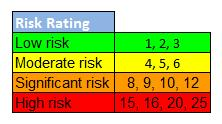 Risk Rating
Low risk 1, 2, 3
Moderate risk 4, 5, 6
Significant risk 8, 9, 10, 12
High risk 15, 16, 20, 25